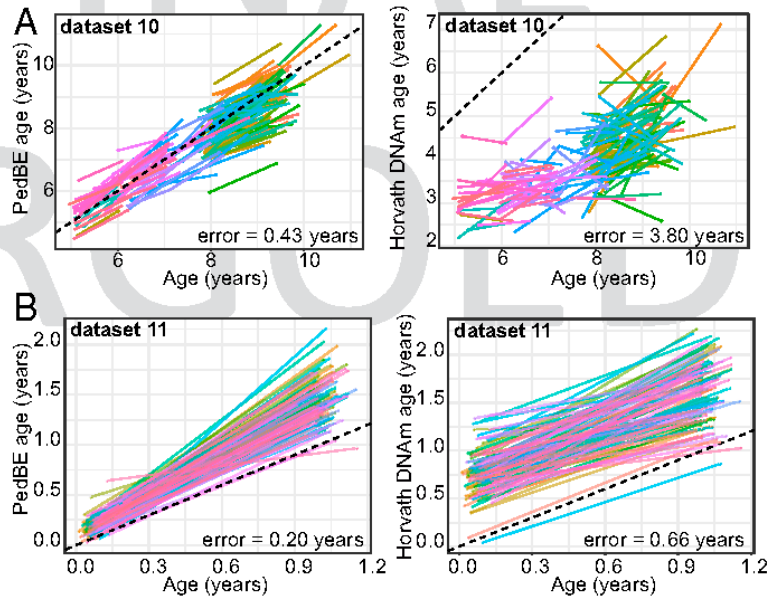 A
dataset 10
PedBE age (years)
10
8
6
error = 0.43 years
6 8 10
Age (years)
dataset 10
Horvath DNAm age (years)
7
6
5
4
3
2
error = 3.80 years
6 8 10
Age (years)
B
dataset 11
PedBE age (years)
2.0
1.5
1.0
0.5
0.0
error = 0.20 years
0.0 0.3 0.6 0.9 1.2
Age (years)
dataset 11
Horvath DNAm age (years)
2.0
1.5
1.0
0.5
0.0
error = 0.66 years
0.0 0.3 0.6 0.9 1.2
Age (years)